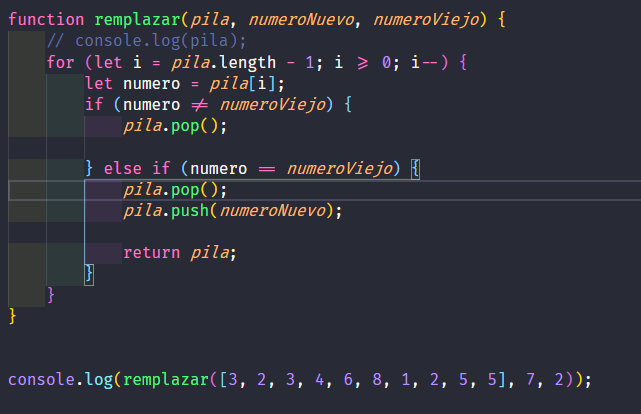 function remplazar(pila, numeroNuevo, numeroViejo) {
// console.log(pila);
for (let i = pila.length - 1; i >= 0; i--) {
let numero = pila[i];
if (numero != numeroViejo) {
pila.pop();
} else if (numero == numeroViejo) {
pila.pop();
pila.push(numeroNuevo);
return pila;
}
}
}
console.log(remplazar([3, 2, 3, 4, 6, 8, 1, 2, 5, 5], 7, 2));